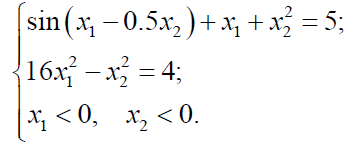 sin(x₁ − 0.5x₂) + x₁ + x₂² = 5;
16x₁² − x₂² = 4;
x₁ < 0, x₂ < 0.